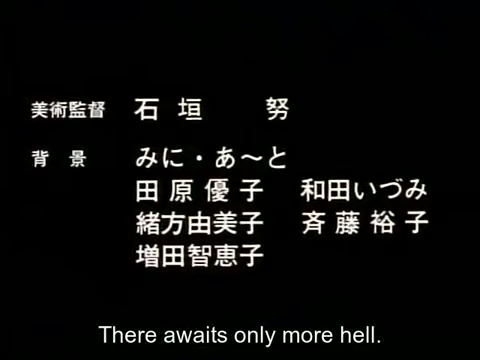 美術監督 石垣 努
背景 みに・あ〜と
田原優子 和田いづみ
緒方由美子 斉藤裕子
増田智恵子
There awaits only more hell.